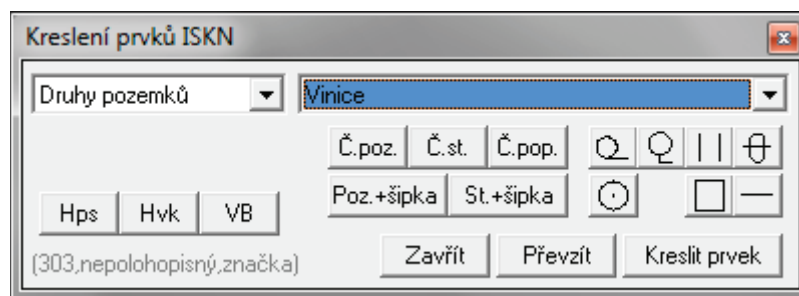 Kreslení prvků ISKN
Druhy pozemků Vinice
Č.poz. Č.st. Č.pop.
Poz.+šipka St.+šipka
Hps Hvk VB
(303,nepolohopisný,značka) Zavřít Převzít Kreslit prvek